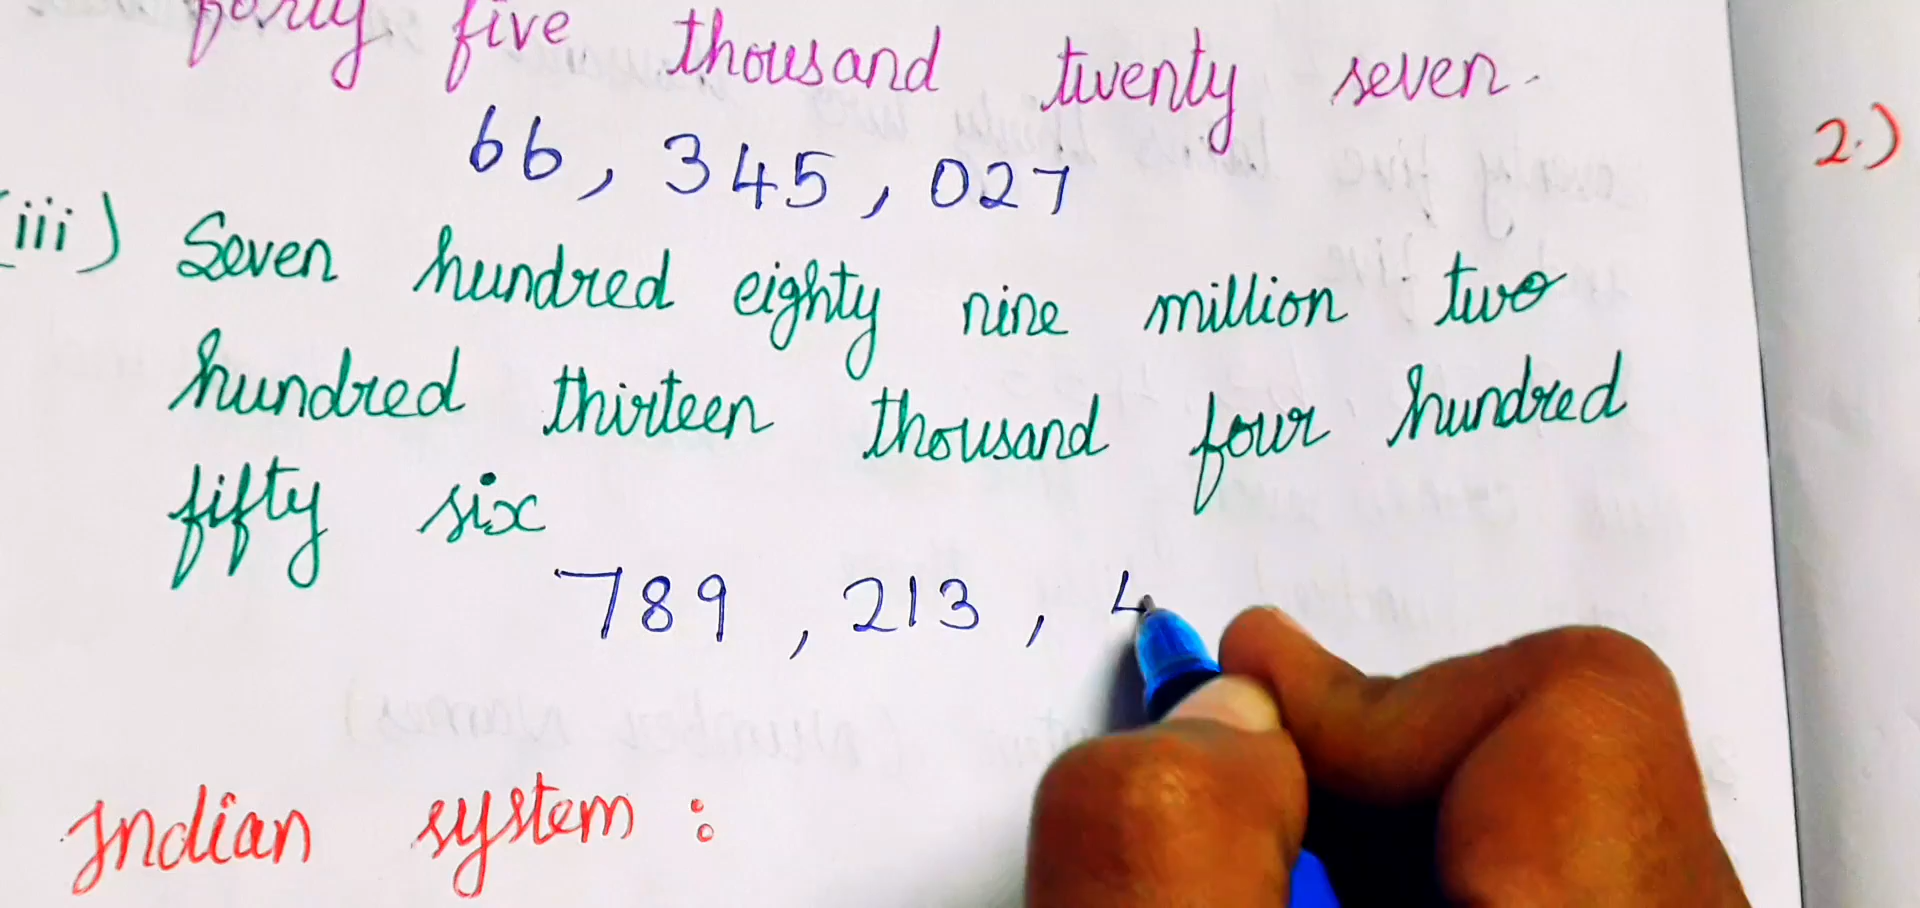 forty five thousand twenty seven.
66, 345, 027
(iii) Seven hundred eighty nine million two
hundred thirteen thousand four hundred
fifty six
789, 213, 4
Indian system :
2.)